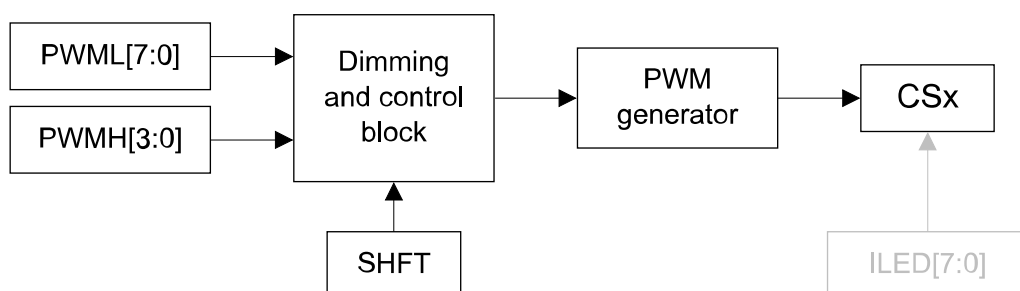 PWML[7:0]
PWMH[3:0]
Dimming
and control
block
SHFT
PWM
generator
CSx
ILED[7:0]